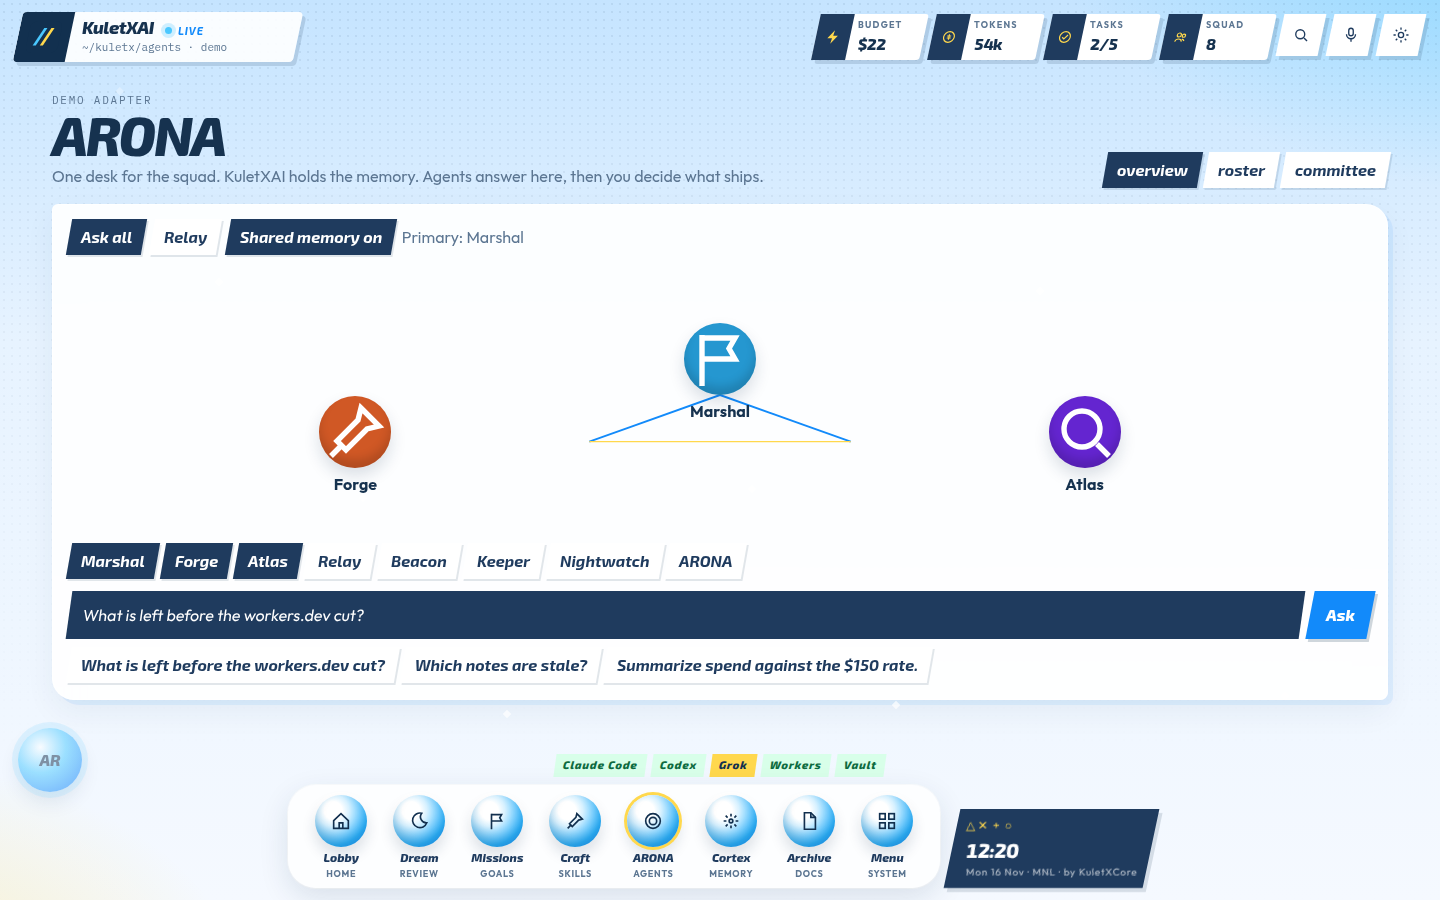 KuletXAI LIVE
~/kuletx/agents · demo
BUDGET
$22
TOKENS
54k
TASKS
2/5
SQUAD
8
DEMO ADAPTER
ARONA
One desk for the squad. KuletXAI holds the memory. Agents answer here, then you decide what ships.
overview
roster
committee
Ask all
Relay
Shared memory on
Primary: Marshal
Marshal
Forge
Atlas
Marshal
Forge
Atlas
Relay
Beacon
Keeper
Nightwatch
ARONA
What is left before the workers.dev cut?
Ask
What is left before the workers.dev cut?
Which notes are stale?
Summarize spend against the $150 rate.
AR
Claude Code
Codex
Grok
Workers
Vault
Lobby
HOME
Dream
REVIEW
Missions
GOALS
Craft
SKILLS
ARONA
AGENTS
Cortex
MEMORY
Archive
DOCS
Menu
SYSTEM
12:20
Mon 16 Nov · MNL · by KuletXCore